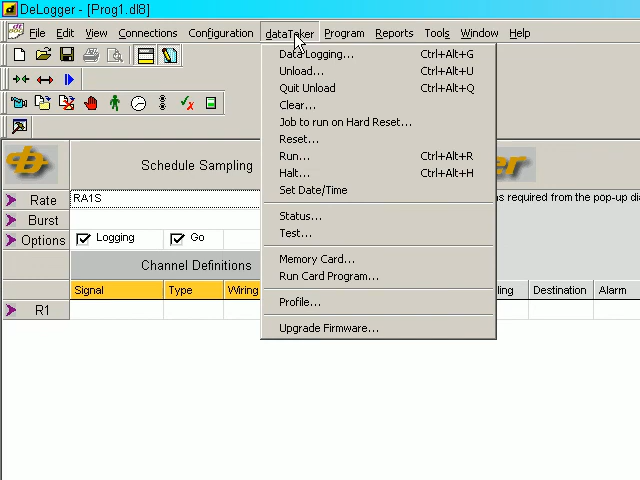 DeLogger - [Prog1.dl8]
File Edit View Connections Configuration dataTaker Program Reports Tools Window Help
Data Logging... Ctrl+Alt+G
Unload... Ctrl+Alt+U
Quit Unload Ctrl+Alt+Q
Clear...
Job to run on Hard Reset...
Reset...
Run... Ctrl+Alt+R
Halt... Ctrl+Alt+H
Set Date/Time
Status...
Test...
Memory Card...
Run Card Program...
Profile...
Upgrade Firmware...
Schedule Sampling er
Rate RA1S s required from the pop-up dia
Burst
Options Logging Go
Channel Definitions
Signal Type Wiring ling Destination Alarm
R1